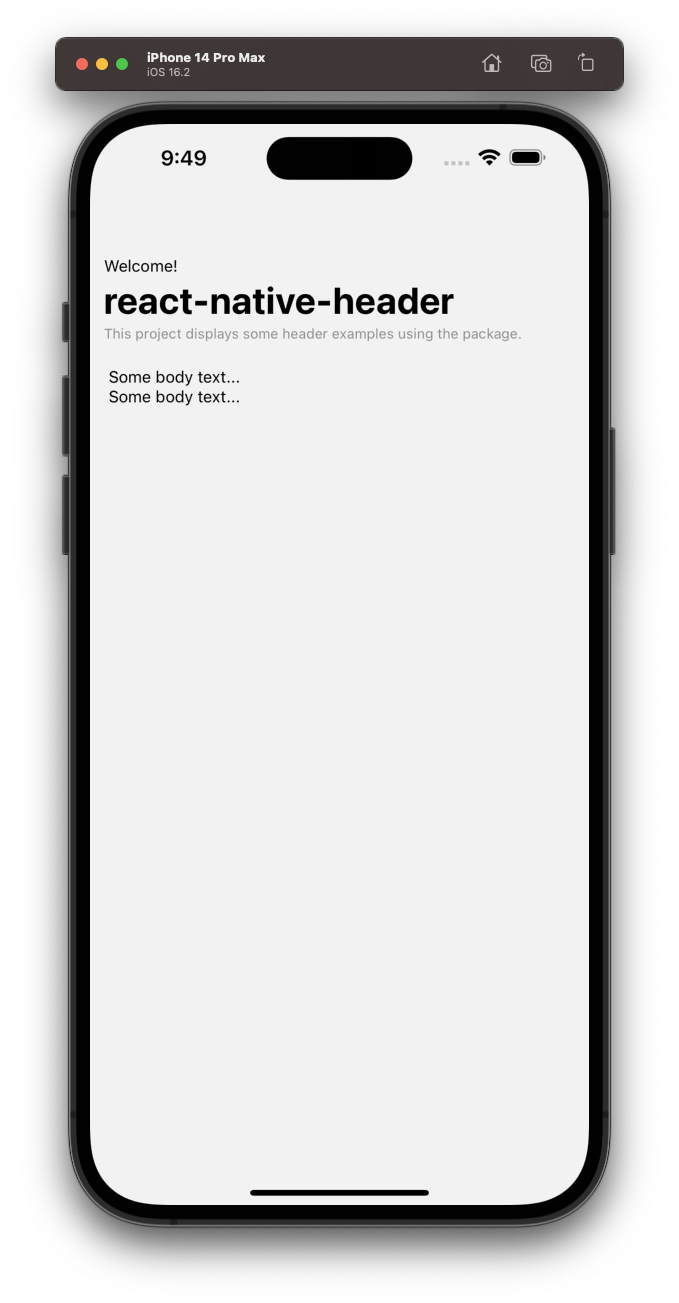 iPhone 14 Pro Max
iOS 16.2
9:49
Welcome!
react-native-header
This project displays some header examples using the package.
Some body text...
Some body text...